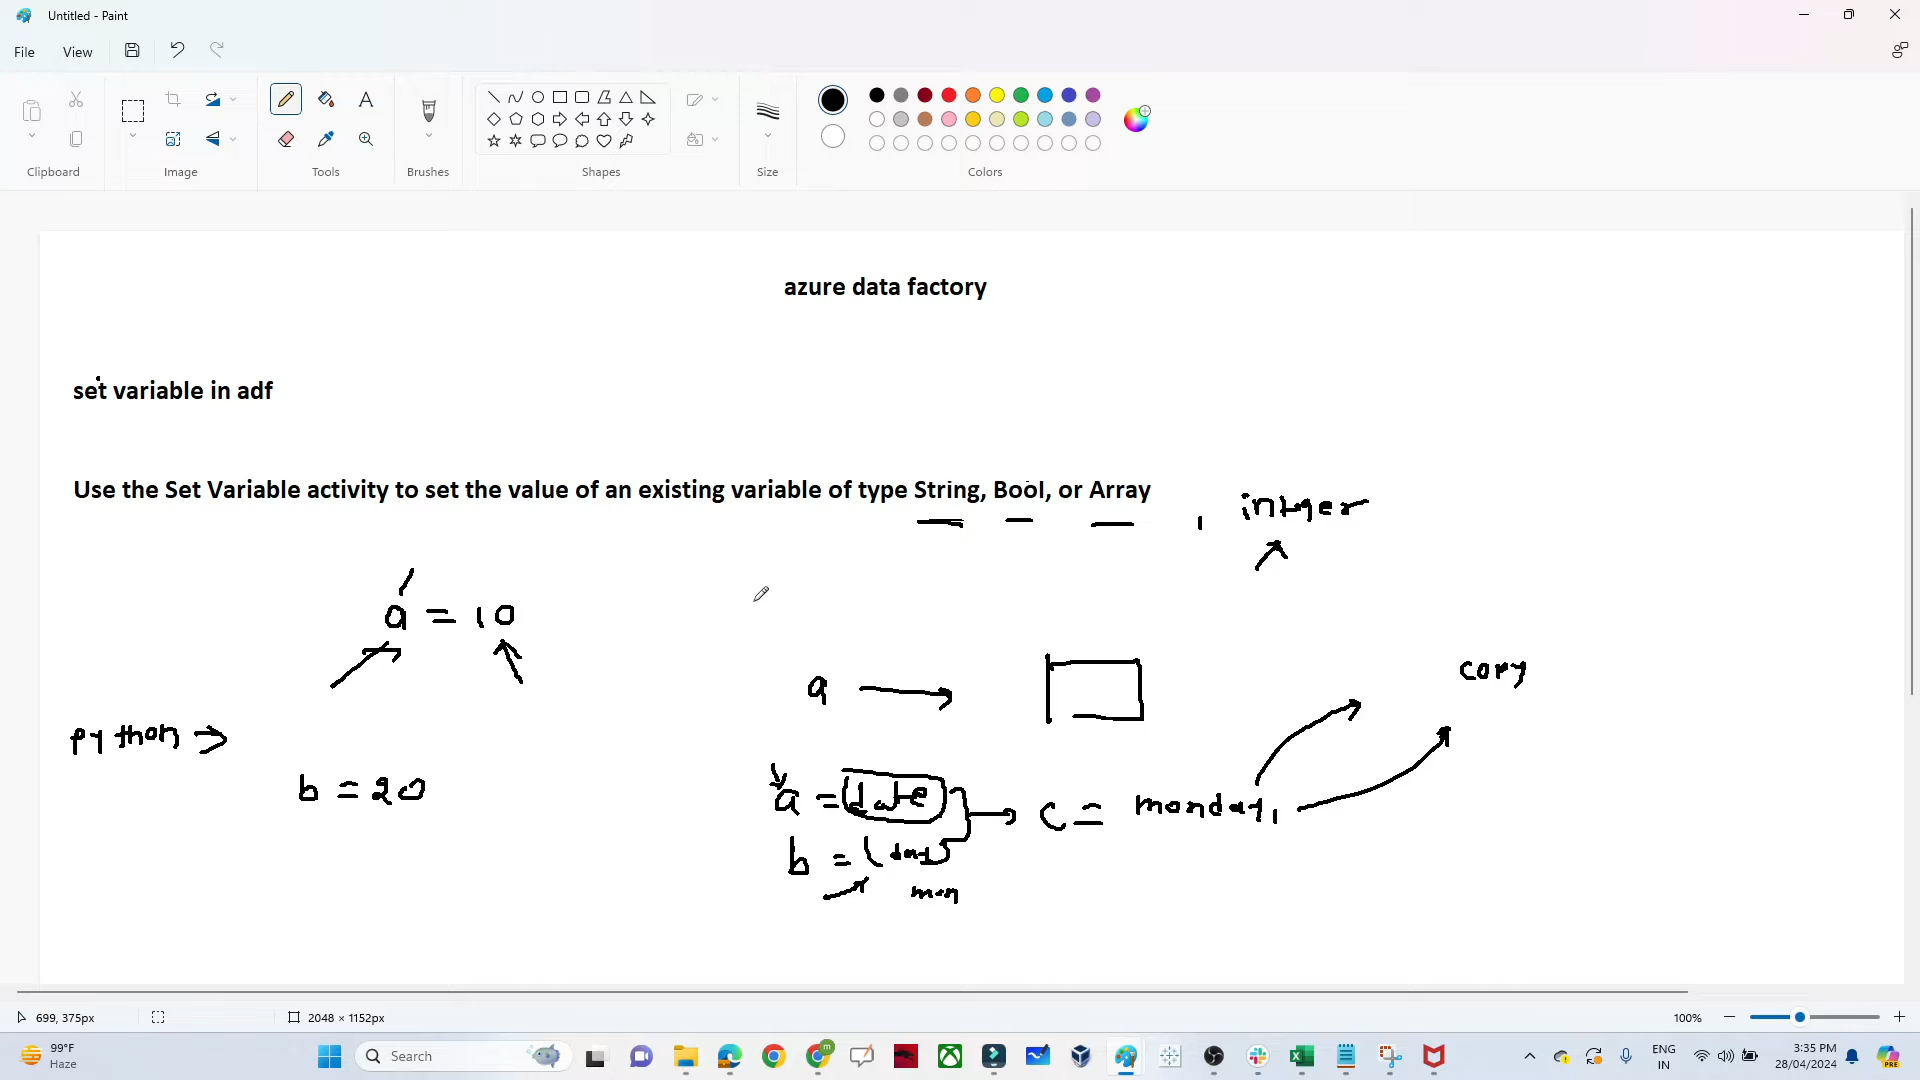 Untitled - Paint
File View
Clipboard Image Tools Brushes Shapes Size Colors
azure data factory
set variable in adf
Use the Set Variable activity to set the value of an existing variable of type String, Bool, or Array
, integer
a = 10
a
copy
python
b = 20
a = date
c = monday,
b = (day)
mon
699, 375px 2048 × 1152px 100%
99°F
Haze
Search
ENG
IN
3:35 PM
28/04/2024
PRE